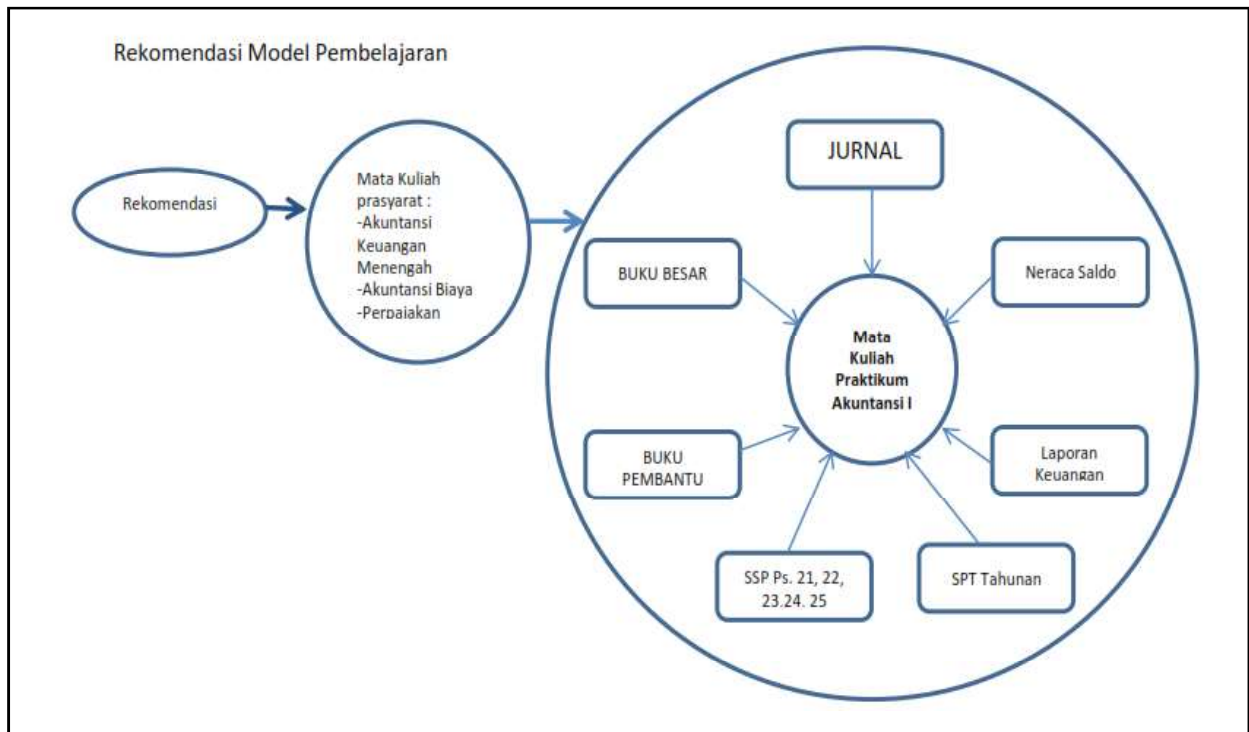 Rekomendasi Model Pembelajaran
Rekomendasi
Mata Kuliah
prasyarat :
-Akuntansi
Keuangan
Menengah
-Akuntansi Biaya
-Perpajakan
JURNAL
BUKU BESAR
Neraca Saldo
Mata
Kuliah
Praktikum
Akuntansi I
BUKU
PEMBANTU
Laporan
Keuangan
SSP Ps. 21, 22,
23.24. 25
SPT Tahunan